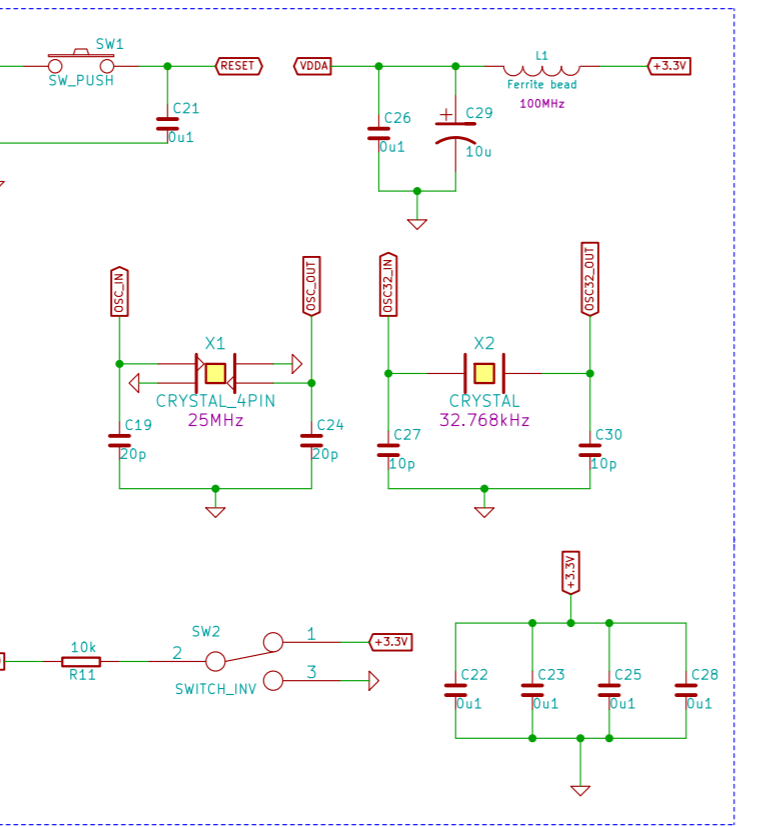 SW1
SW_PUSH
RESET
C21
0u1
VDDA
L1
Ferrite bead
100MHz
+3.3V
C26
0u1
C29
10u
OSC_IN
OSC_OUT
X1
CRYSTAL_4PIN
25MHz
C19
20p
C24
20p
OSC32_IN
OSC32_OUT
X2
CRYSTAL
32.768kHz
C27
10p
C30
10p
10k
R11
SW2
2
1
3
SWITCH_INV
+3.3V
+3.3V
C22
0u1
C23
0u1
C25
0u1
C28
0u1